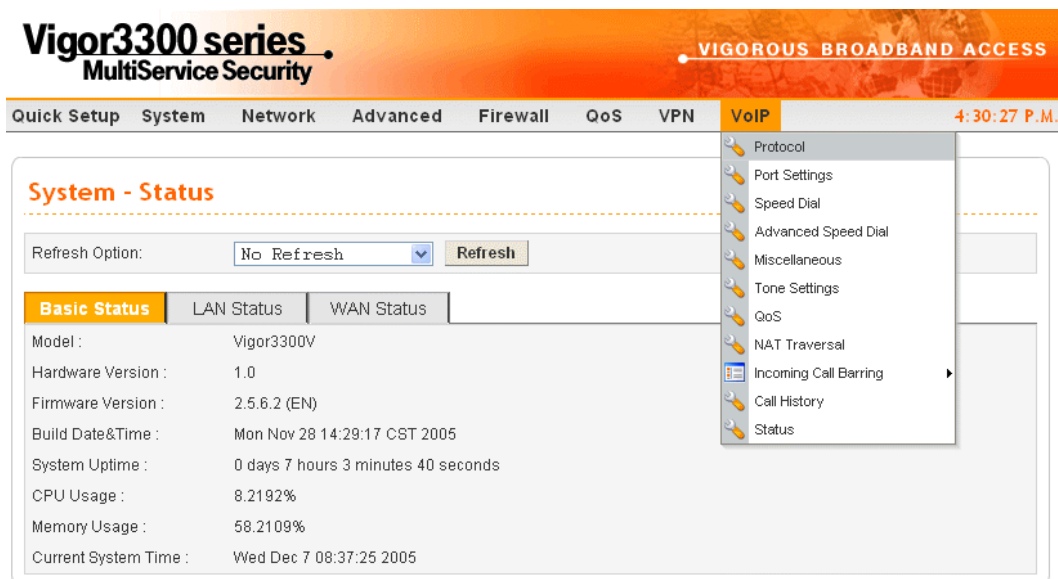 Vigor3300 series
MultiService Security
VIGOROUS BROADBAND ACCESS
Quick Setup System Network Advanced Firewall QoS VPN VoIP 4:30:27 P.M.
Protocol
Port Settings
Speed Dial
Advanced Speed Dial
Miscellaneous
Tone Settings
QoS
NAT Traversal
Incoming Call Barring
Call History
Status
System - Status
Refresh Option: No Refresh Refresh
Basic Status LAN Status WAN Status
Model : Vigor3300V
Hardware Version : 1.0
Firmware Version : 2.5.6.2 (EN)
Build Date&Time : Mon Nov 28 14:29:17 CST 2005
System Uptime : 0 days 7 hours 3 minutes 40 seconds
CPU Usage : 8.2192%
Memory Usage : 58.2109%
Current System Time : Wed Dec 7 08:37:25 2005